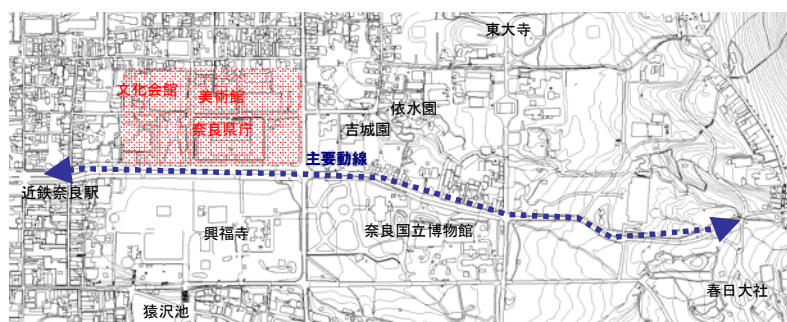 東大寺
文化会館
美術館
依水園
奈良県庁
吉城園
主要動線
近鉄奈良駅
興福寺
奈良国立博物館
春日大社
猿沢池